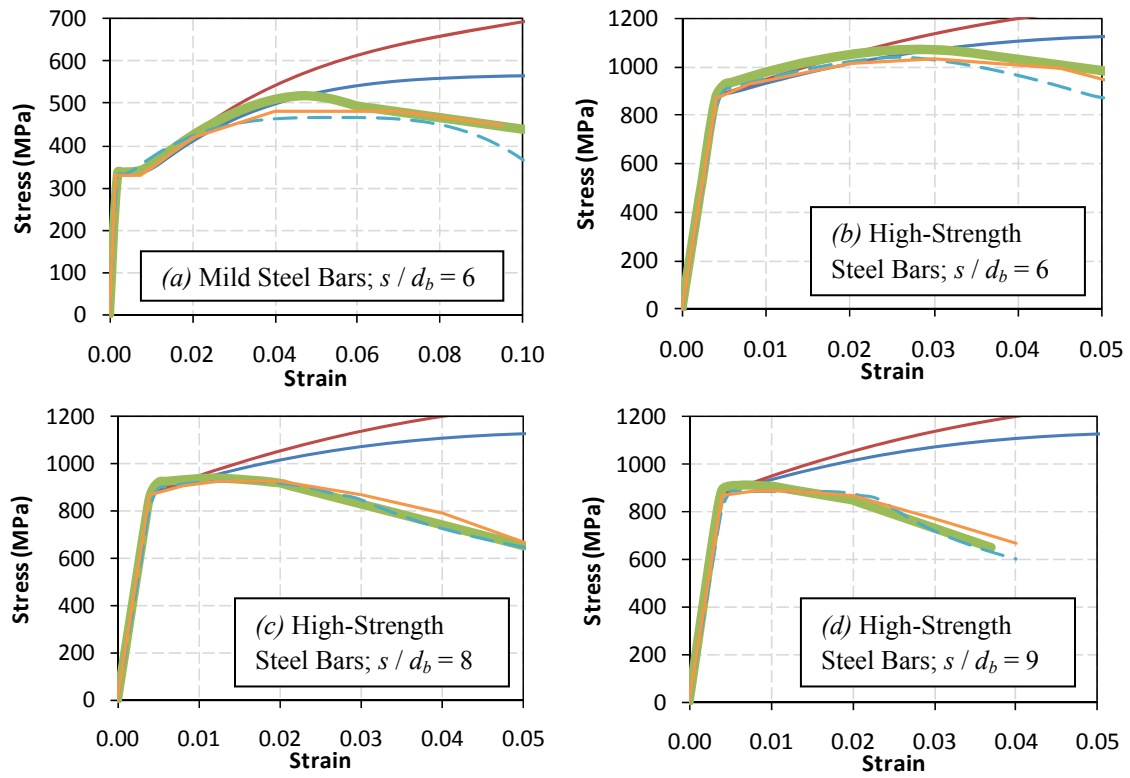 700
600
500
400
300
200
100
0
Stress (MPa)
(a) Mild Steel Bars; s / d_b = 6
0.00 0.02 0.04 0.06 0.08 0.10
Strain
1200
1000
800
600
400
200
0
Stress (MPa)
(b) High-Strength
Steel Bars; s / d_b = 6
0.00 0.01 0.02 0.03 0.04 0.05
Strain
1200
1000
800
600
400
200
0
Stress (MPa)
(c) High-Strength
Steel Bars; s / d_b = 8
0.00 0.01 0.02 0.03 0.04 0.05
Strain
1200
1000
800
600
400
200
0
Stress (MPa)
(d) High-Strength
Steel Bars; s / d_b = 9
0.00 0.01 0.02 0.03 0.04 0.05
Strain